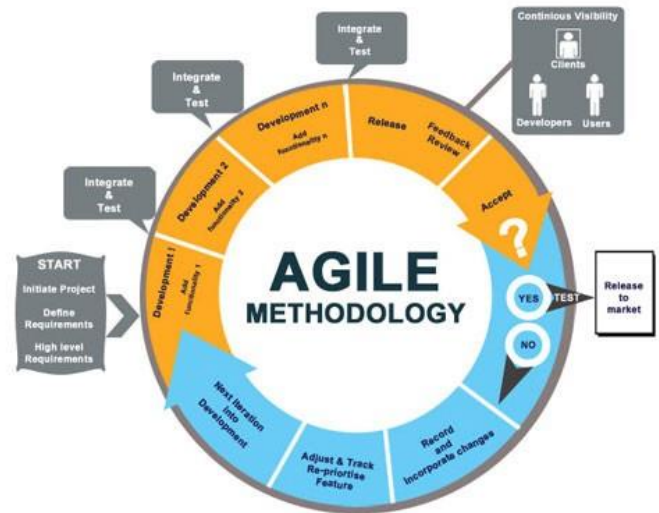 START
Initiate Project
Define
Requirements
High level
Requirements
Integrate
&
Test
Integrate
&
Test
Integrate
&
Test
Continious Visibility
Clients
Developers
Users
Development 1
Add
functionality 1
Development 2
Add
functionality 2
Development n
Add
functionality n
Release
Feedback
Review
Accept
?
YES
TEST
Release
to
market
NO
Record
and
Incorporate changes
Adjust & Track
Re-priortise
Feature
Next Iteration
Into
Development
AGILE
METHODOLOGY